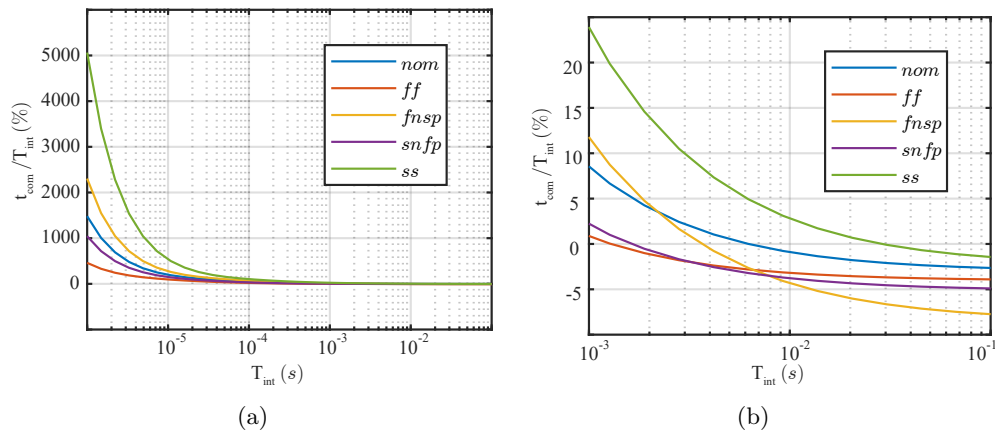 5000
4000
3000
2000
1000
0
t_com /T_int (%)
10^-5
10^-4
10^-3
10^-2
T_int (s)
nom
ff
fnsp
snfp
ss
(a)
20
15
10
5
0
-5
t_com /T_int (%)
10^-3
10^-2
10^-1
T_int (s)
nom
ff
fnsp
snfp
ss
(b)